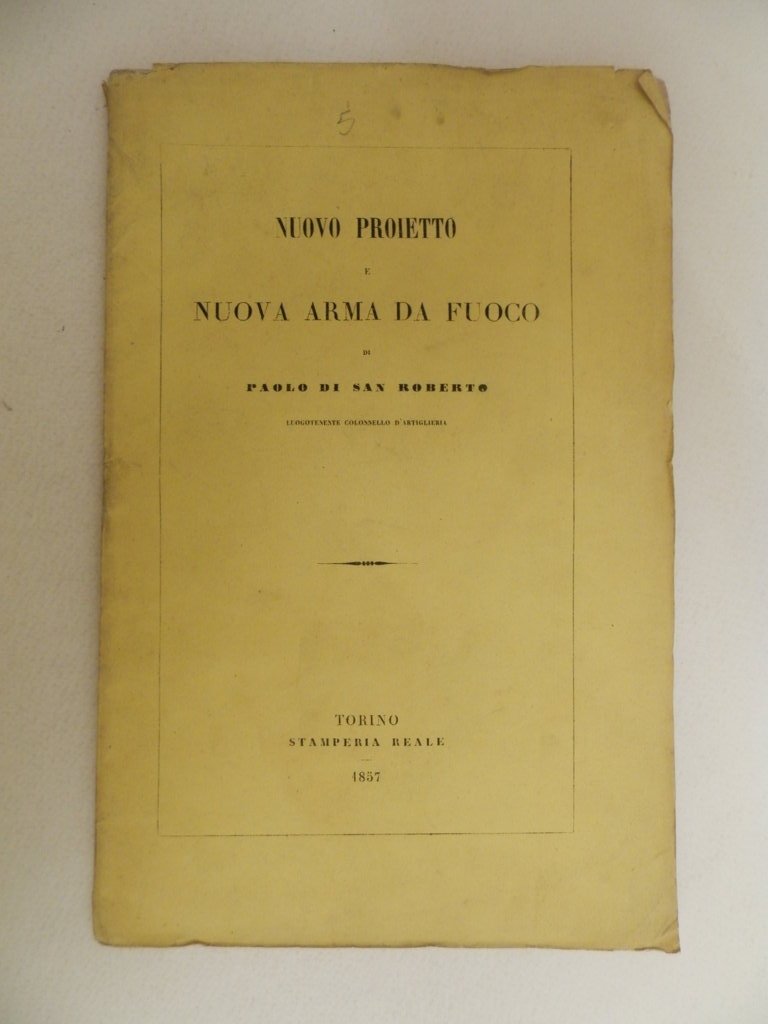 5
NUOVO PROIETTO
E
NUOVA ARMA DA FUOCO
DI
PAOLO DI SAN ROBERTO
LUOGOTENENTE COLONNELLO D'ARTIGLIERIA
TORINO
STAMPERIA REALE
1857